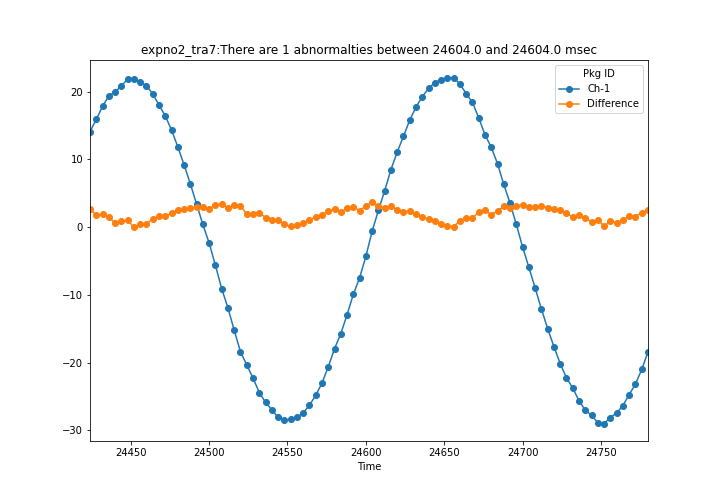 expno2_tra7:There are 1 abnormalties between 24604.0 and 24604.0 msec
Pkg ID
Ch-1
Difference
20
10
0
−10
−20
−30
24450 24500 24550 24600 24650 24700 24750
Time